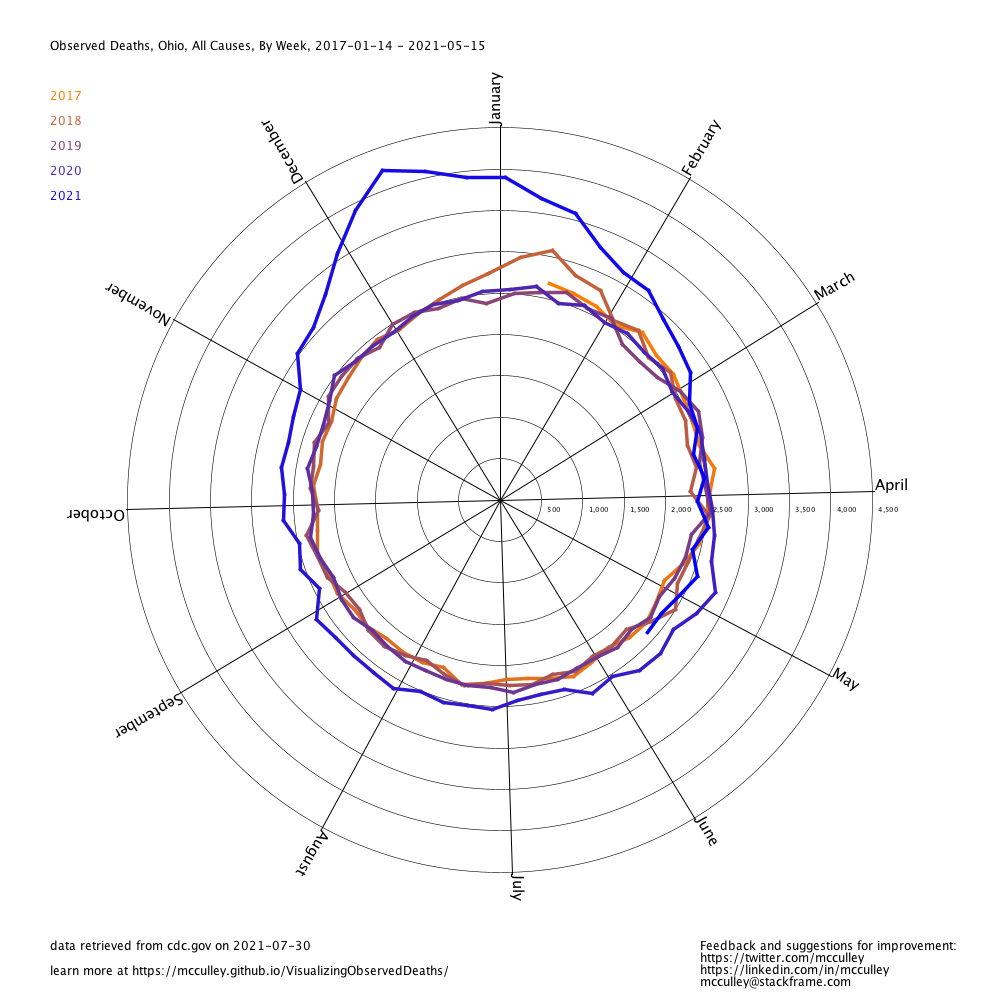 Observed Deaths, Ohio, All Causes, By Week, 2017-01-14 - 2021-05-15
2017
2018
2019
2020
2021
January
February
March
April
May
June
July
August
September
October
November
December
500
1,000
1,500
2,000
2,500
3,000
3,500
4,000
4,500
data retrieved from cdc.gov on 2021-07-30
learn more at https://mcculley.github.io/VisualizingObservedDeaths/
Feedback and suggestions for improvement:
https://twitter.com/mcculley
https://linkedin.com/in/mcculley
mcculley@stackframe.com